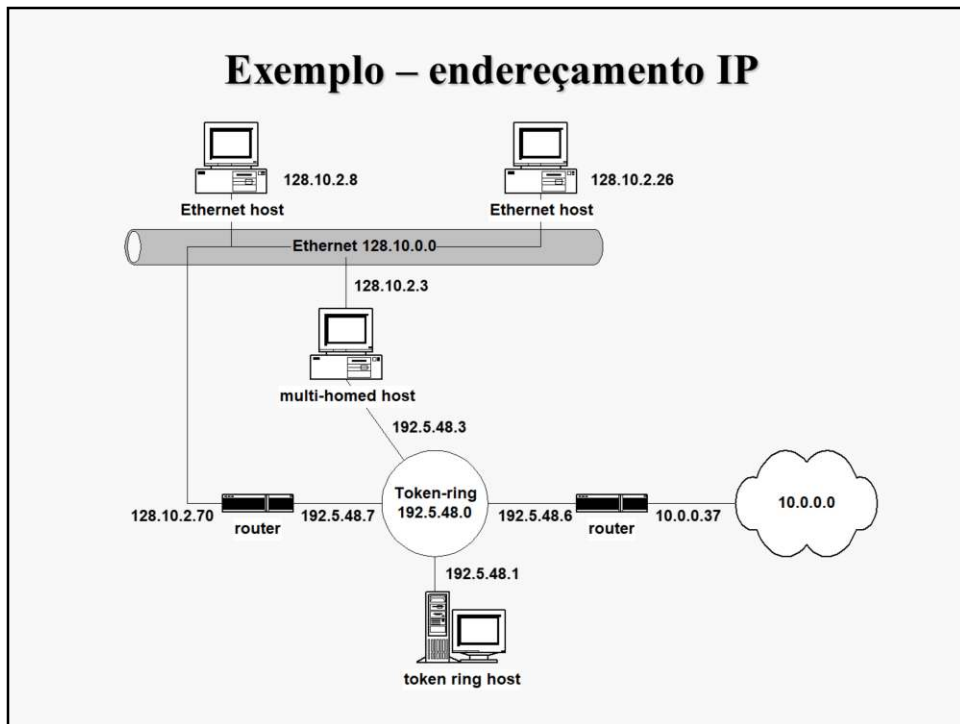 Exemplo – endereçamento IP
128.10.2.8
128.10.2.26
Ethernet host
Ethernet host
Ethernet 128.10.0.0
128.10.2.3
multi-homed host
192.5.48.3
Token-ring
192.5.48.0
128.10.2.70
192.5.48.7
192.5.48.6
10.0.0.37
10.0.0.0
router
router
192.5.48.1
token ring host